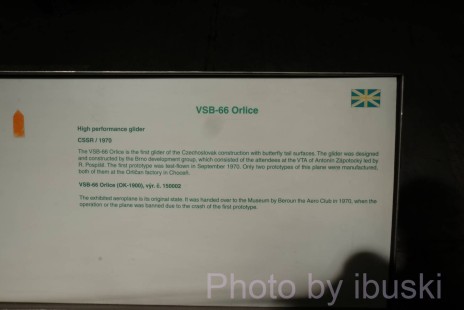 VSB-66 Orlice
High performance glider
CSSR / 1970
The VSB-66 Orlice is the first glider of the Czechoslovak construction with butterfly tail surfaces. The glider was designed
and constructed by the Brno development group, which consisted of the attendees at the VTA of Antonín Zápotocký led by
R. Pospíšil. The first prototype was test-flown in September 1970. Only two prototypes of this plane were manufactured,
both of them at the Orličan factory in Choceň.
VSB-66 Orlice (OK-1900), výr. č.
The exhibited aeroplane is its original state. It was handed over to the Museum by Beroun the Aero Club in 1970, when the
operation or the plane was banned due to the crash of the first prototype.
Photo by ibuski